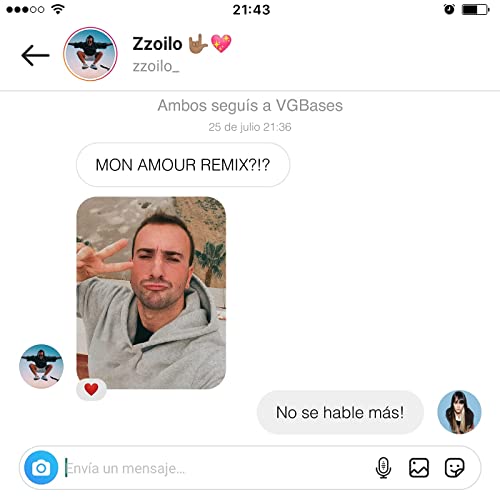 21:43
Zzoilo 🤟🏽💖
zzoilo_
Ambos seguís a VGBases
25 de julio 21:36
MON AMOUR REMIX?!?
No se hable más!
Envía un mensaje...